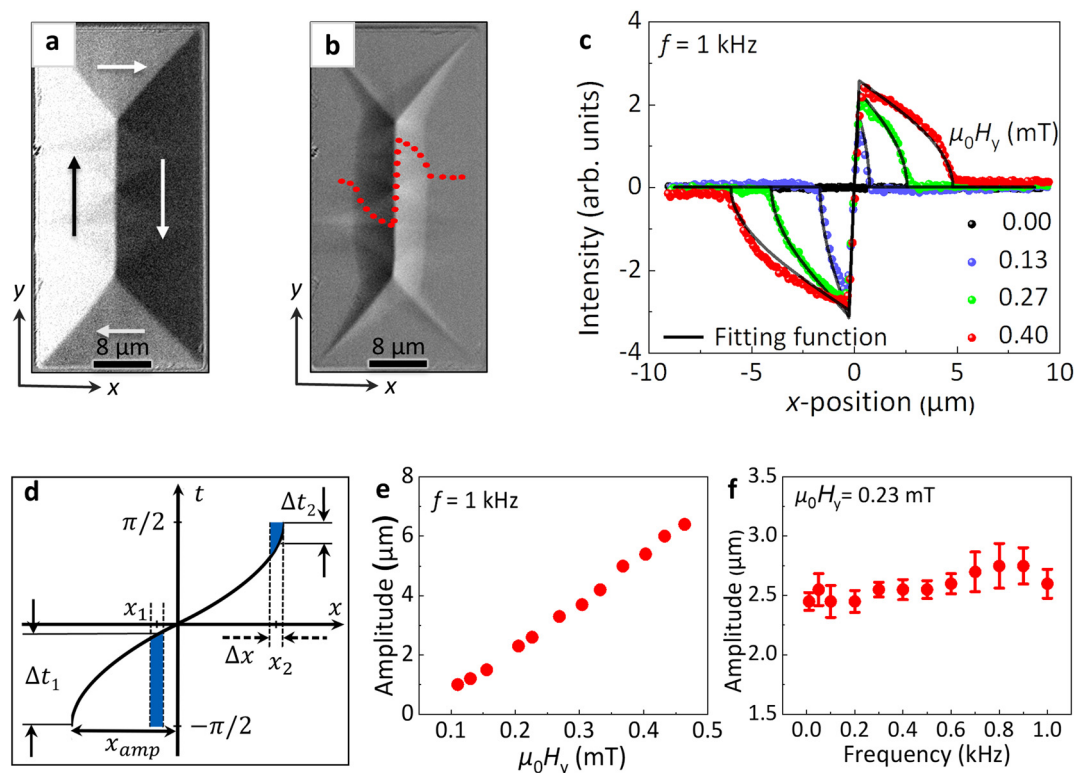 a
y
8 μm
x
b
y
8 μm
x
c
f = 1 kHz
Intensity (arb. units)
4
2
0
-2
-4
μ₀Hy (mT)
0.00
0.13
0.27
0.40
Fitting function
-10 -5 0 5 10
x-position (μm)
d
t
Δt₂
π/2
x₁
x
Δx
x₂
Δt₁
-π/2
x_amp
e
f = 1 kHz
Amplitude (μm)
8
6
4
2
0
0.1 0.2 0.3 0.4 0.5
μ₀Hy (mT)
f
μ₀Hy= 0.23 mT
Amplitude (μm)
3.5
3.0
2.5
2.0
1.5
0.0 0.2 0.4 0.6 0.8 1.0
Frequency (kHz)